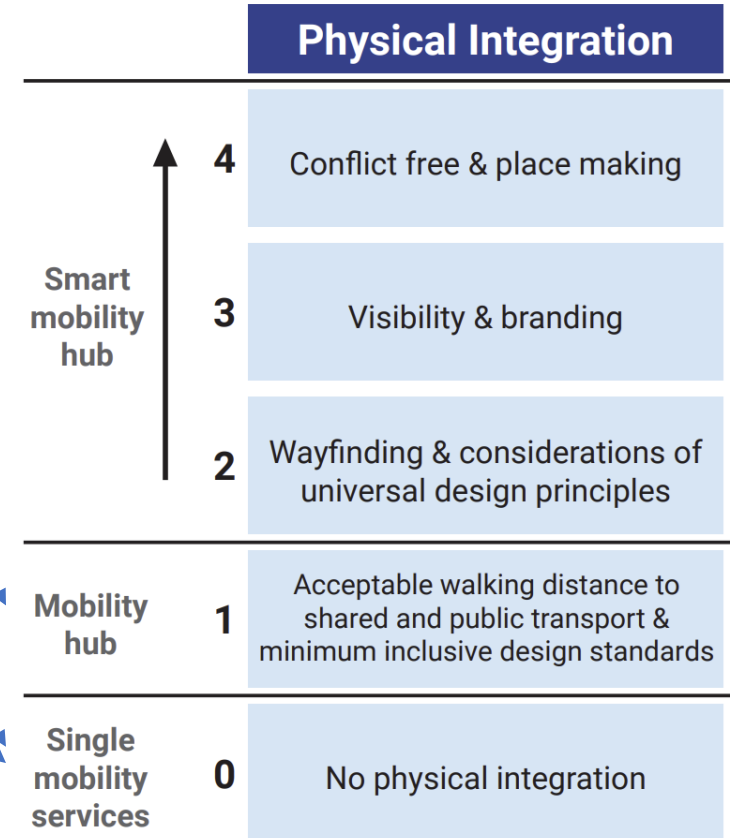 Physical Integration
4
Conflict free & place making
Smart
mobility
hub
3
Visibility & branding
2
Wayfinding & considerations of
universal design principles
Mobility
hub
1
Acceptable walking distance to
shared and public transport &
minimum inclusive design standards
Single
mobility
services
0
No physical integration